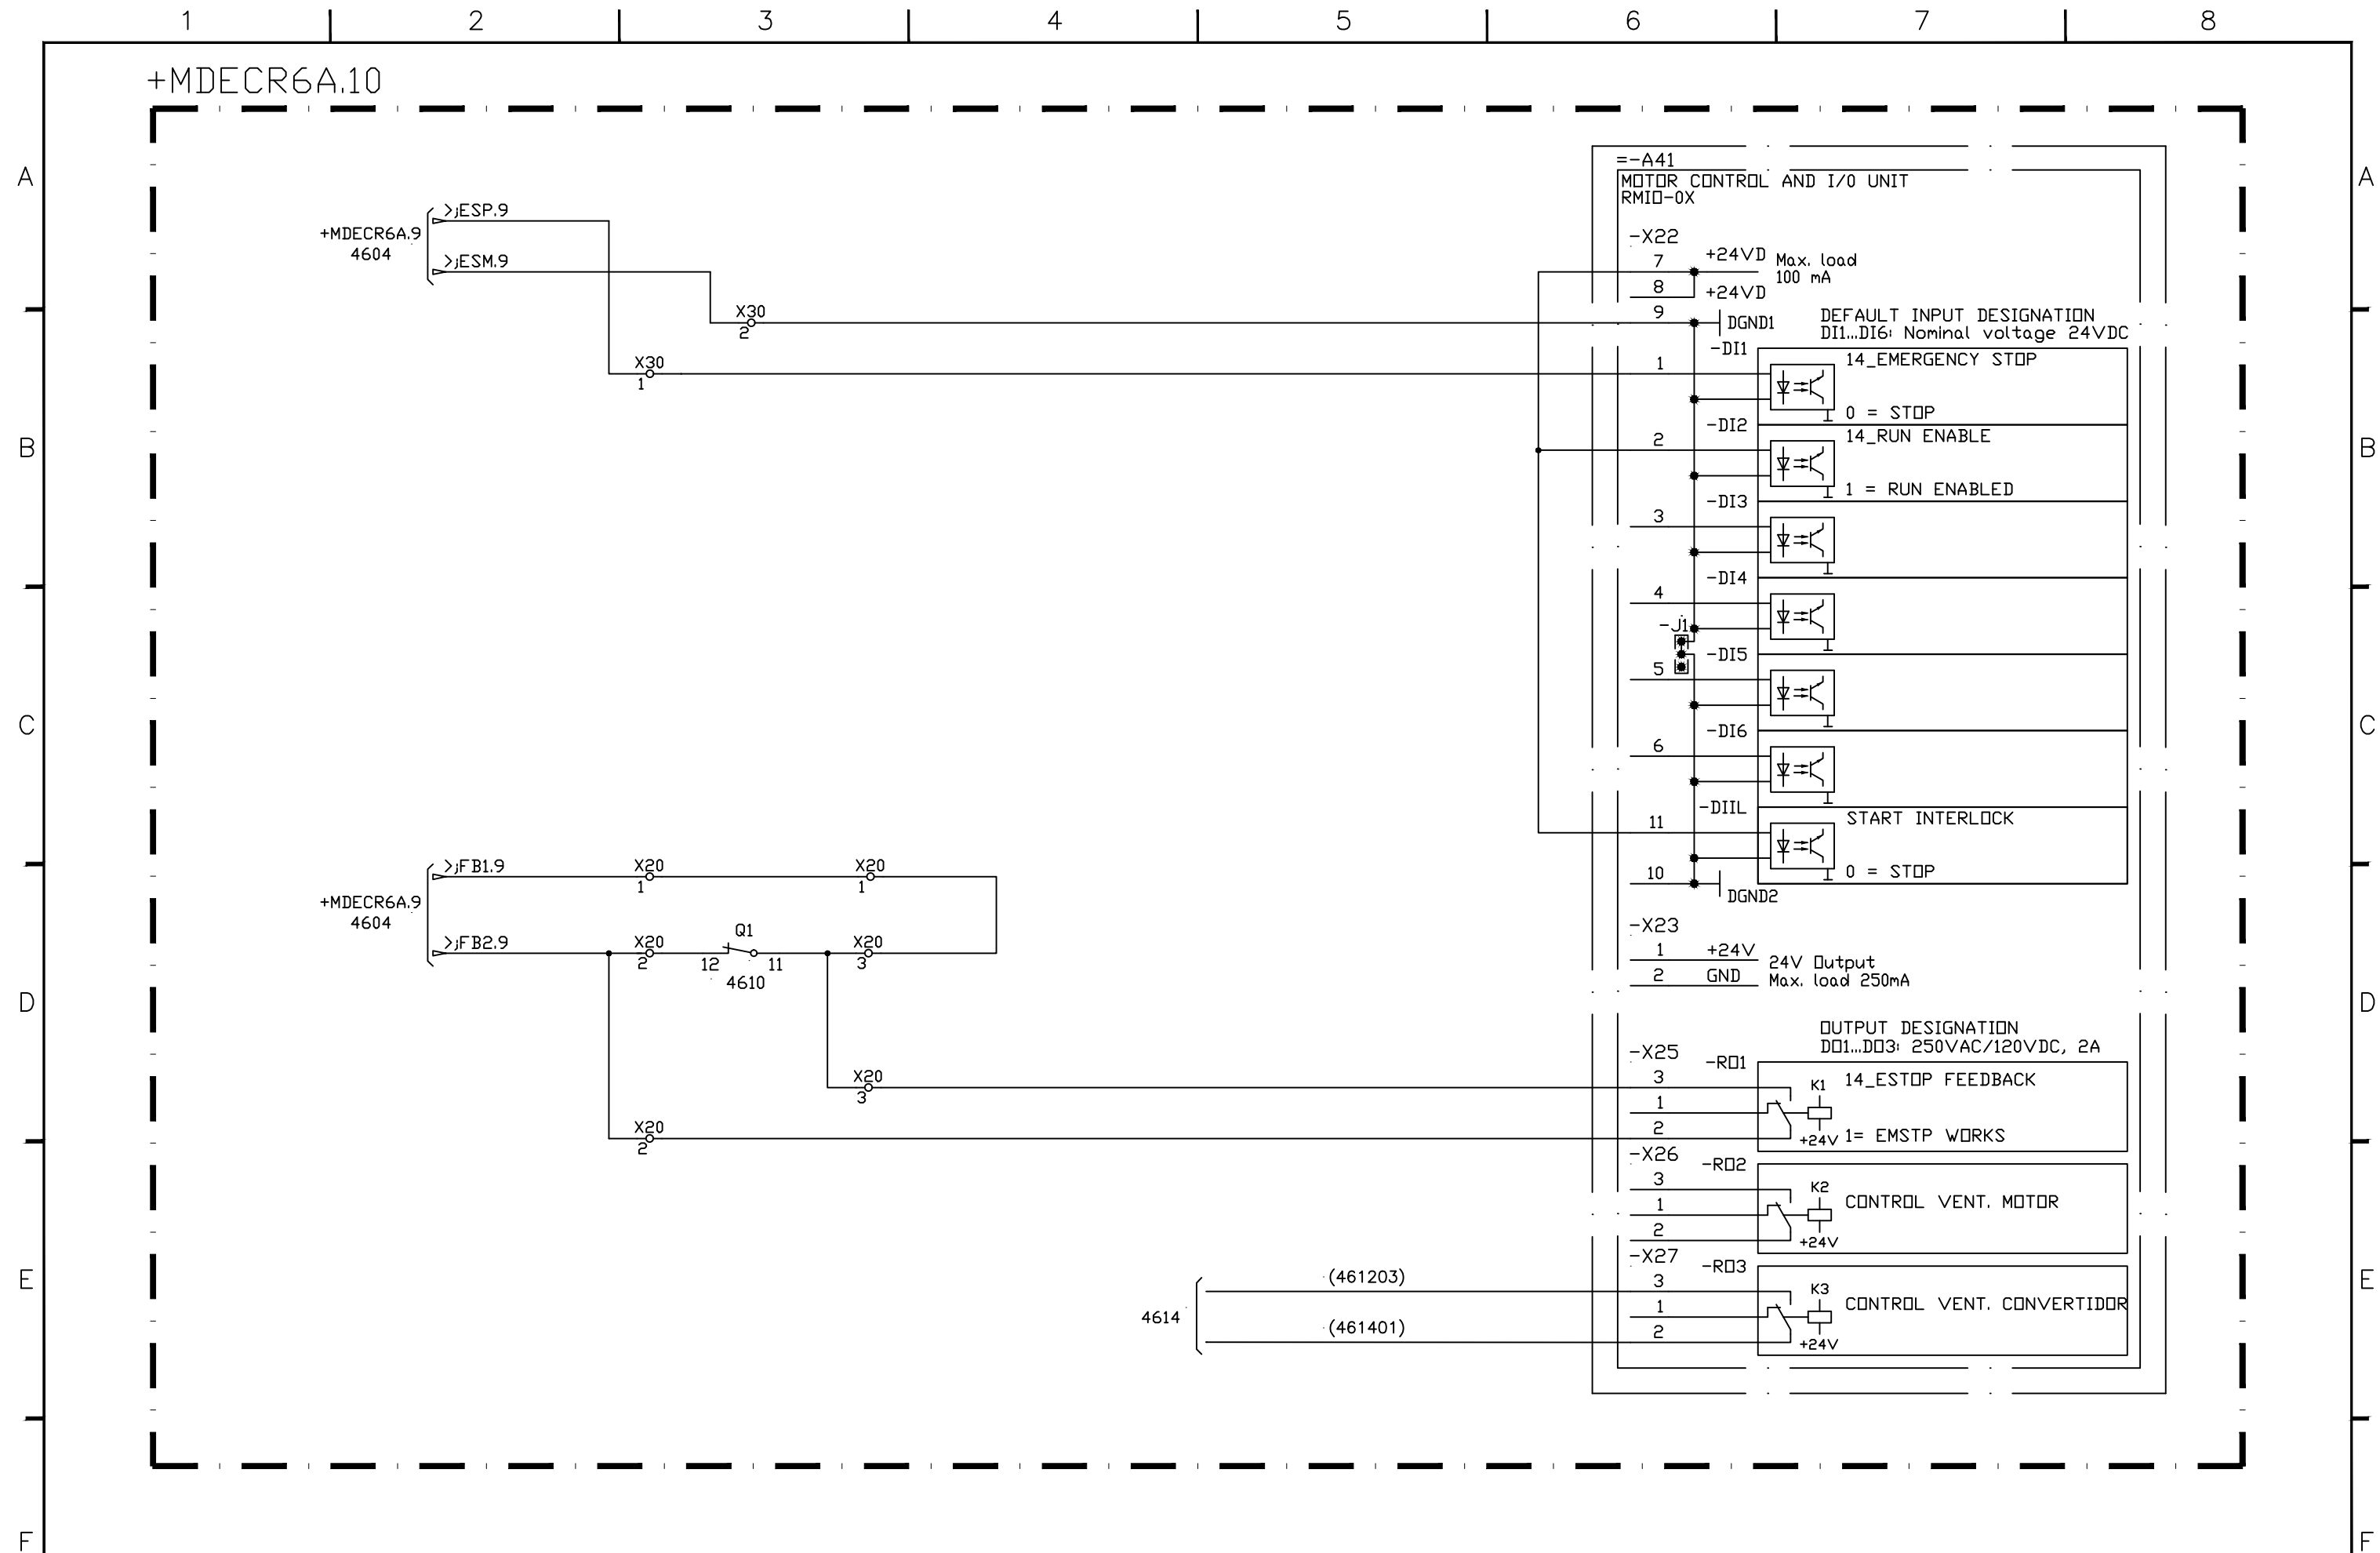 1 2 3 4 5 6 7 8
+MDECR6A.10
A A
=-A41
MOTOR CONTROL AND I/O UNIT
RMIO-0X
>;ESP.9
+MDECR6A.9
4604
>;ESM.9
-X22
7 +24VD Max. load
100 mA
8 +24VD
X30
2
9 DGND1
DEFAULT INPUT DESIGNATION
DI1...DI6: Nominal voltage 24VDC
X30
1
1 -DI1 14_EMERGENCY STOP
0 = STOP
B B
2 -DI2 14_RUN ENABLE
1 = RUN ENABLED
3 -DI3
4 -DI4
-J1
5 -DI5
C C
6 -DI6
11 -DIIL START INTERLOCK
0 = STOP
10 DGND2
>;FB1.9 X20 X20
1 1
+MDECR6A.9
4604
>;FB2.9 X20 Q1 X20
2 12 11 3
4610
-X23
1 +24V 24V Output
2 GND Max. load 250mA
D D
OUTPUT DESIGNATION
DO1...DO3: 250VAC/120VDC, 2A
-X25 -RO1
X20
3
3 K1 14_ESTOP FEEDBACK
1
X20
2
2 +24V 1= EMSTP WORKS
-X26 -RO2
3 K2
1 CONTROL VENT. MOTOR
2 +24V
E E
-X27 -RO3
(461203) 3 K3
4614 1 CONTROL VENT. CONVERTIDOR
(461401) 2 +24V
F F